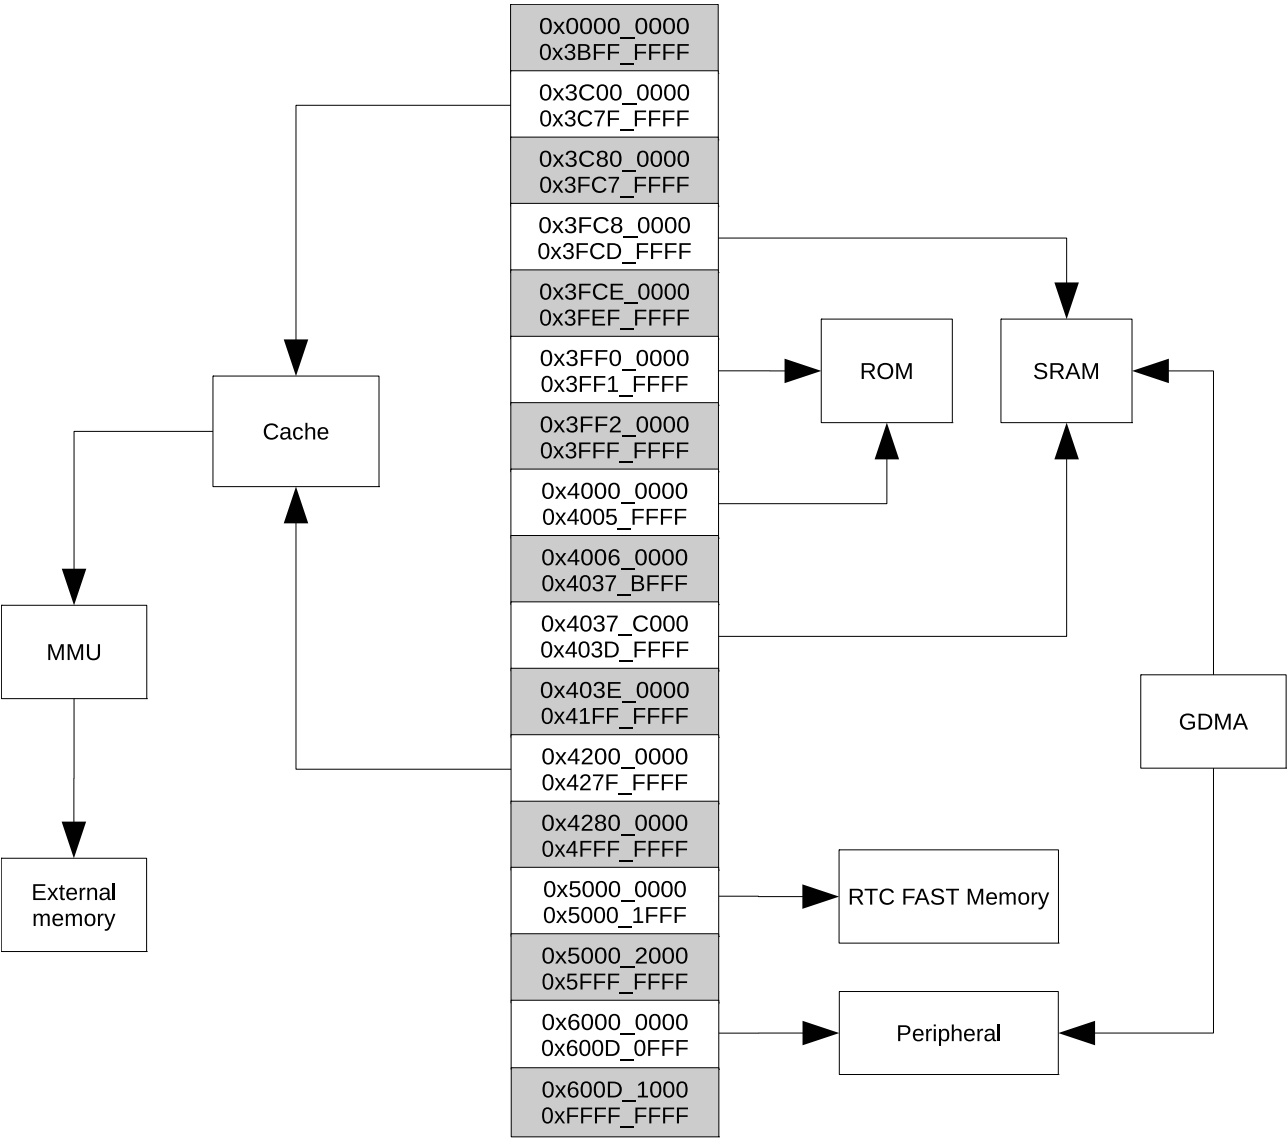 0x0000_0000
0x3BFF_FFFF
0x3C00_0000
0x3C7F_FFFF
0x3C80_0000
0x3FC7_FFFF
0x3FC8_0000
0x3FCD_FFFF
0x3FCE_0000
0x3FEF_FFFF
0x3FF0_0000
0x3FF1_FFFF
0x3FF2_0000
0x3FFF_FFFF
0x4000_0000
0x4005_FFFF
0x4006_0000
0x4037_BFFF
0x4037_C000
0x403D_FFFF
0x403E_0000
0x41FF_FFFF
0x4200_0000
0x427F_FFFF
0x4280_0000
0x4FFF_FFFF
0x5000_0000
0x5000_1FFF
0x5000_2000
0x5FFF_FFFF
0x6000_0000
0x600D_0FFF
0x600D_1000
0xFFFF_FFFF
Cache
MMU
External
memory
ROM
SRAM
GDMA
RTC FAST Memory
Peripheral